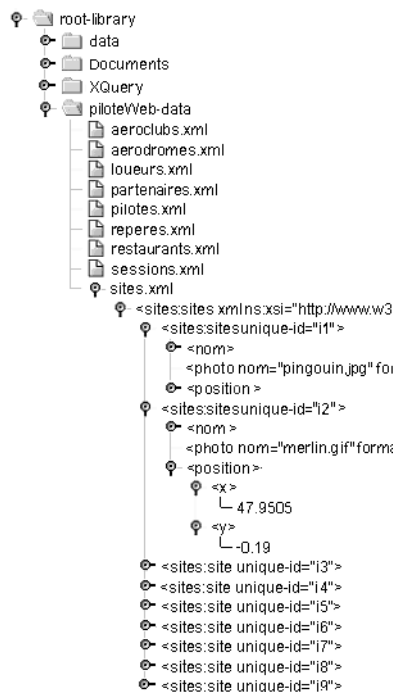 root-library
data
Documents
XQuery
piloteWeb-data
aeroclubs.xml
aerodromes.xml
loueurs.xml
partenaires.xml
pilotes.xml
reperes.xml
restaurants.xml
sessions.xml
sites.xml
<sites:sites xmlns:xsi="http://www.w3
<sites:sitesunique-id="i1">
<nom>
<photo nom="pingouin.jpg" for
<position >
<sites:sitesunique-id="i2">
<nom >
<photo nom="merlin.gif"forma
<position>
<x>
47.9505
<y>
-0.19
<sites:site unique-id="i3">
<sites:site unique-id="i4">
<sites:site unique-id="i5">
<sites:site unique-id="i6">
<sites:site unique-id="i7">
<sites:site unique-id="i8">
<sites:site unique-id="i9">